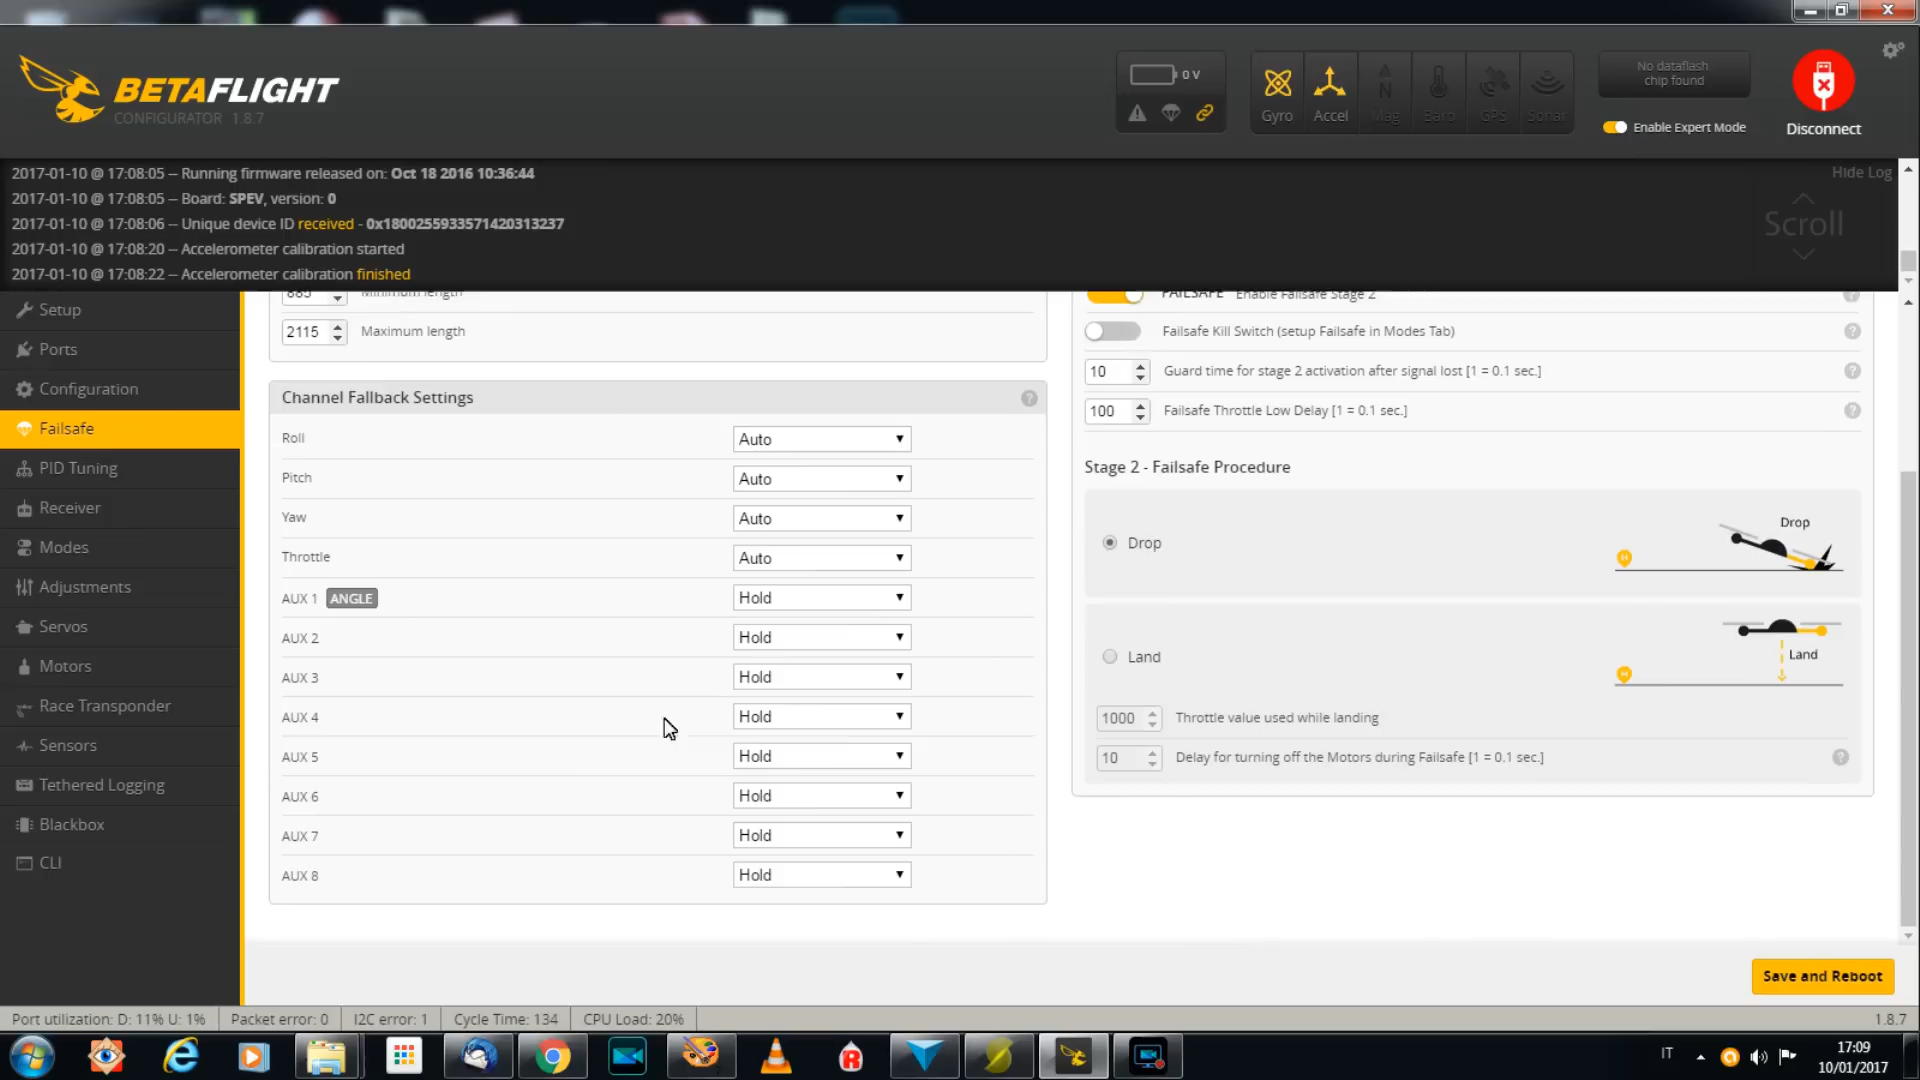 BETAFLIGHT
CONFIGURATOR 1.8.7
0 V
Gyro
Accel
Mag
Baro
GPS
Sonar
No dataflash
chip found
Enable Expert Mode
Disconnect
2017-01-10 @ 17:08:05 -- Running firmware released on: Oct 18 2016 10:36:44
2017-01-10 @ 17:08:05 -- Board: SPEV, version: 0
2017-01-10 @ 17:08:06 -- Unique device ID received - 0x1800255933571420313237
2017-01-10 @ 17:08:20 -- Accelerometer calibration started
2017-01-10 @ 17:08:22 -- Accelerometer calibration finished
Hide Log
Scroll
Setup
Ports
Configuration
Failsafe
PID Tuning
Receiver
Modes
Adjustments
Servos
Motors
Race Transponder
Sensors
Tethered Logging
Blackbox
CLI
885 Minimum length
2115 Maximum length
Channel Fallback Settings
Roll Auto
Pitch Auto
Yaw Auto
Throttle Auto
AUX 1 ANGLE Hold
AUX 2 Hold
AUX 3 Hold
AUX 4 Hold
AUX 5 Hold
AUX 6 Hold
AUX 7 Hold
AUX 8 Hold
FAILSAFE Enable Failsafe Stage 2
Failsafe Kill Switch (setup Failsafe in Modes Tab)
10 Guard time for stage 2 activation after signal lost [1 = 0.1 sec.]
100 Failsafe Throttle Low Delay [1 = 0.1 sec.]
Stage 2 - Failsafe Procedure
Drop
Drop
Land
Land
1000 Throttle value used while landing
10 Delay for turning off the Motors during Failsafe [1 = 0.1 sec.]
Save and Reboot
Port utilization: D: 11% U: 1%
Packet error: 0
I2C error: 1
Cycle Time: 134
CPU Load: 20%
1.8.7
IT
17:09
10/01/2017